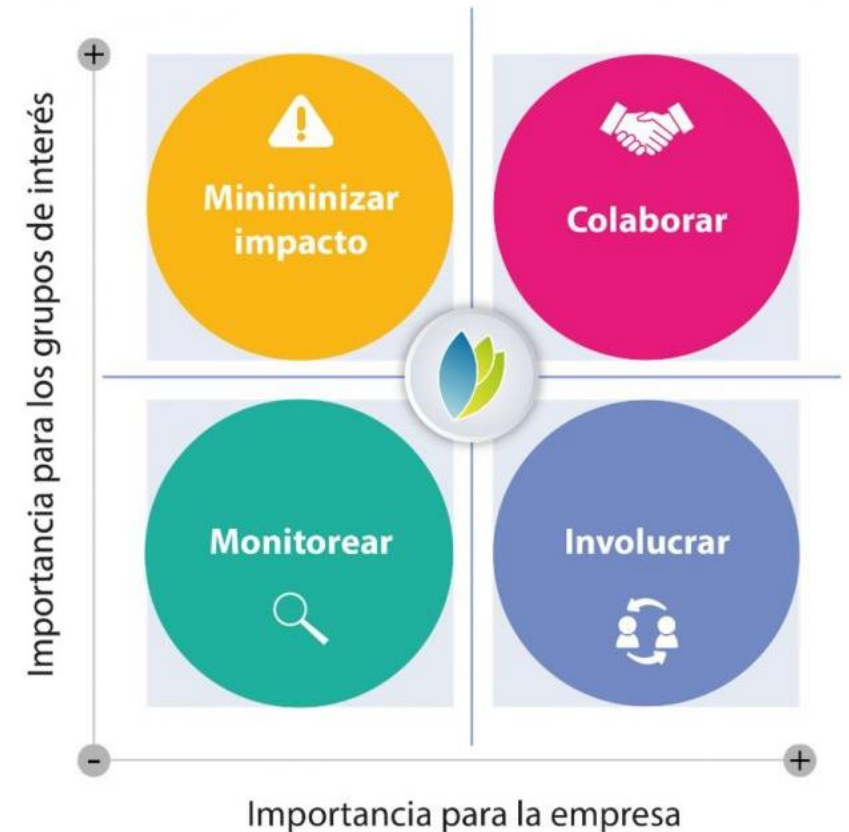 +
Importancia para los grupos de interés
Miniminizar
impacto
Colaborar
Monitorear
Involucrar
-
+
Importancia para la empresa